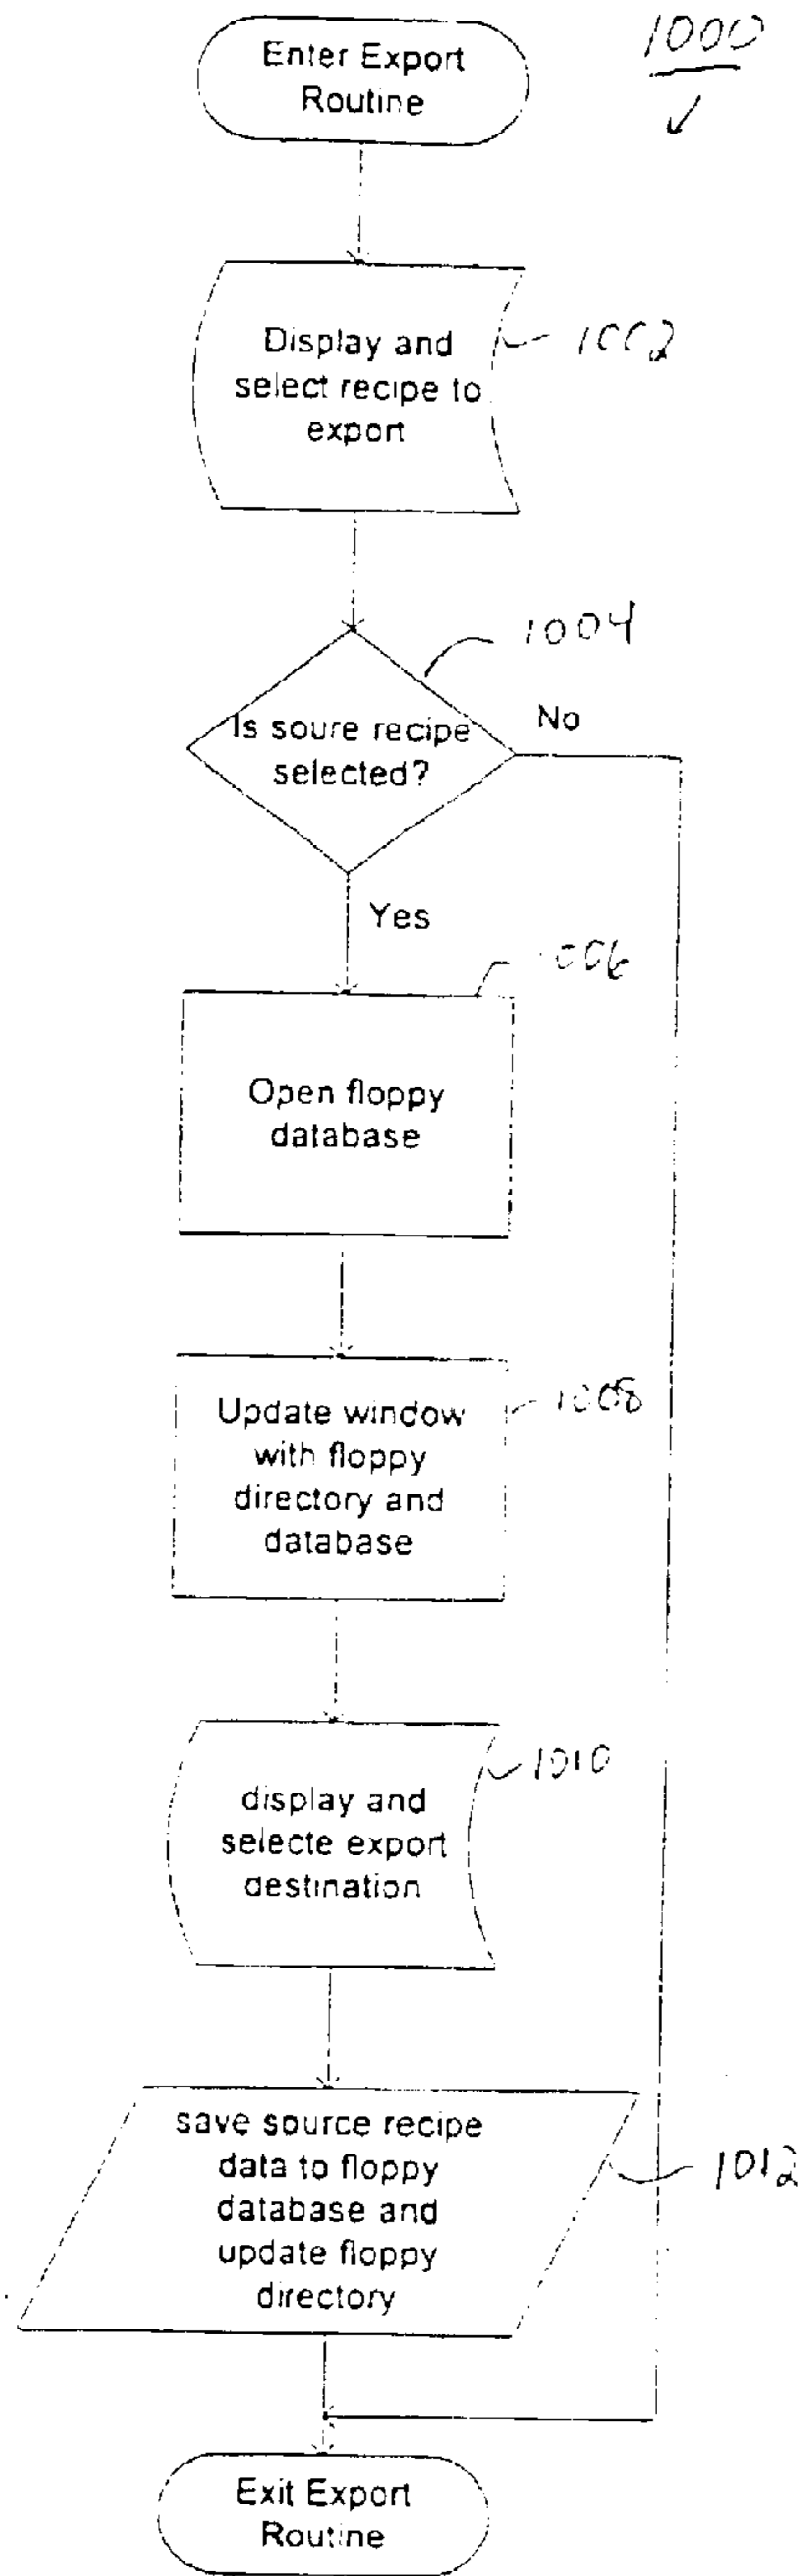 Enter Export
Routine
1000
Display and
select recipe to
export
1002
1004
Is soure recipe
selected?
No
Yes
1006
Open floppy
database
Update window
with floppy
directory and
database
1008
display and
selecte export
destination
1010
save source recipe
data to floppy
database and
update floppy
directory
1012
Exit Export
Routine